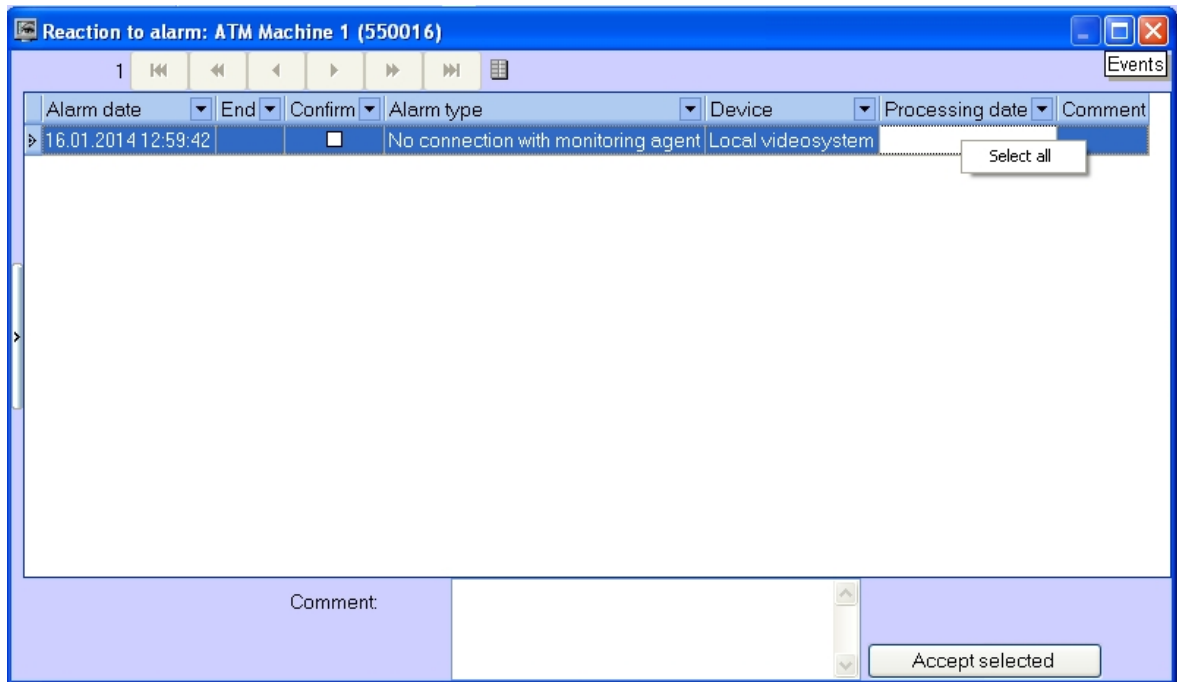 Reaction to alarm: ATM Machine 1 (550016)
1
Events
Alarm date End Confirm Alarm type Device Processing date Comment
16.01.2014 12:59:42 No connection with monitoring agent Local videosystem
Select all
Comment:
Accept selected